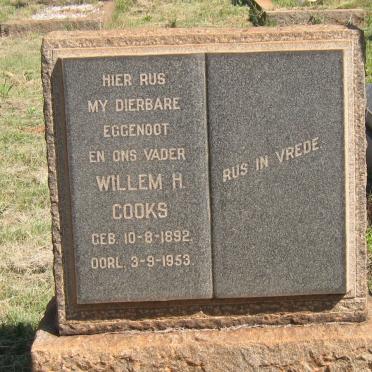 HIER RUS
MY DIERBARE
EGGENOOT
EN ONS VADER
WILLEM H.
COOKS
GEB. 10-8-1892.
OORL. 3-9-1953.
RUS IN VREDE.